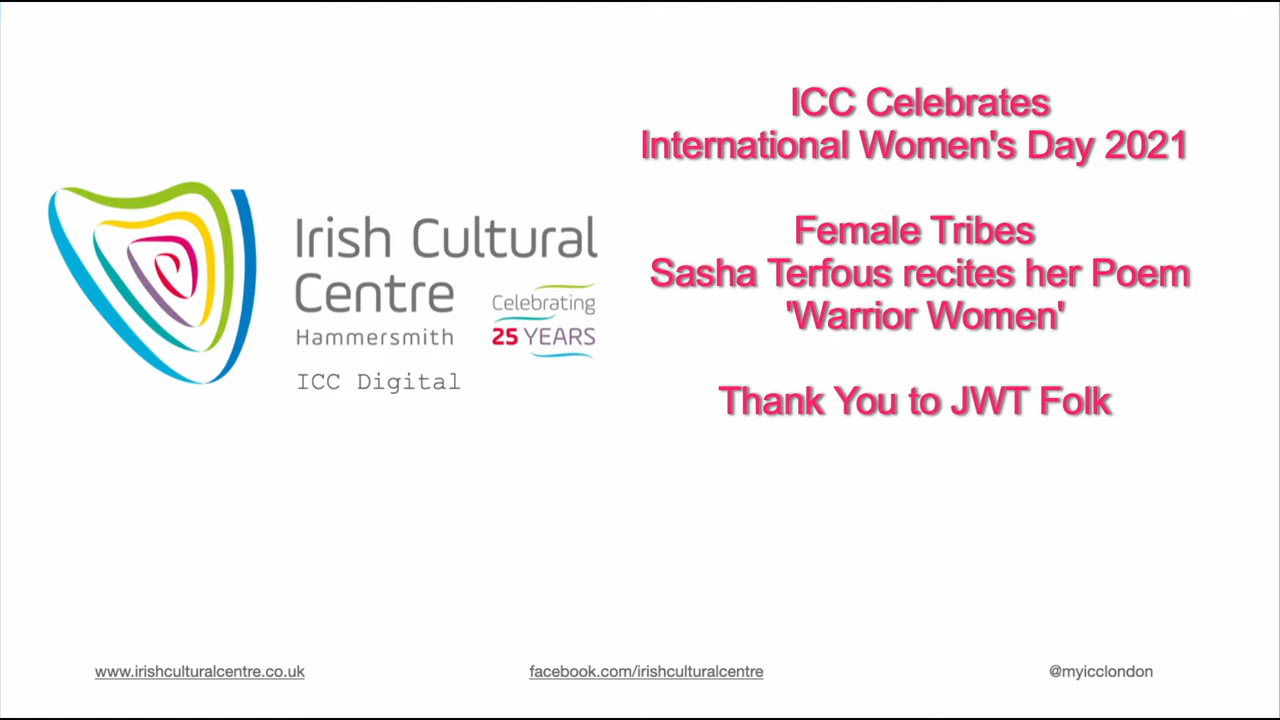 ICC Celebrates
International Women's Day 2021
Female Tribes
Sasha Terfous recites her Poem
'Warrior Women'
Thank You to JWT Folk
Irish Cultural
Centre
Hammersmith
Celebrating
25 YEARS
ICC Digital
www.irishculturalcentre.co.uk
facebook.com/irishculturalcentre
@myicclondon